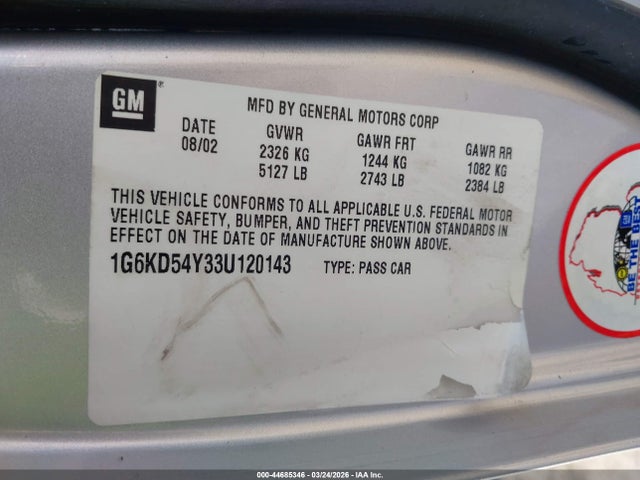 GM
®
MFD BY GENERAL MOTORS CORP
DATE GVWR GAWR FRT GAWR RR
08/02 2326 KG 1244 KG 1082 KG
5127 LB 2743 LB 2384 LB
THIS VEHICLE CONFORMS TO ALL APPLICABLE U.S. FEDERAL MOTOR
VEHICLE SAFETY, BUMPER, AND THEFT PREVENTION STANDARDS IN
EFFECT ON THE DATE OF MANUFACTURE SHOWN ABOVE.
1G6KD54Y33U120143 TYPE: PASS CAR
BE THE BEST
000-44685346 - 03/24/2026 - IAA Inc.